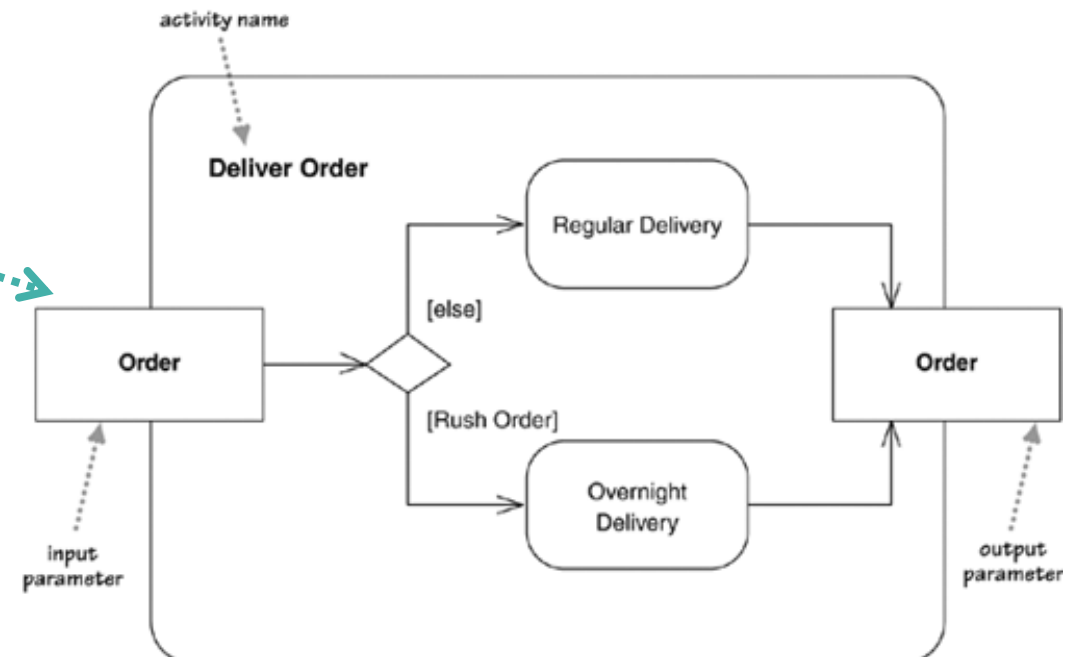 activity name
Deliver Order
Regular Delivery
[else]
Order
Order
[Rush Order]
Overnight
Delivery
input
parameter
output
parameter